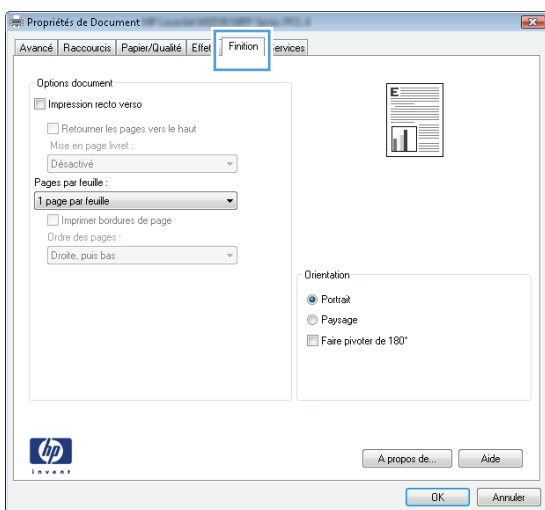 Propriétés de Document
Avancé Raccourcis Papier/Qualité Effets Finition Services
Options document
Impression recto verso
Retourner les pages vers le haut
Mise en page livret :
Désactivé
Pages par feuille :
1 page par feuille
Imprimer bordures de page
Ordre des pages :
Droite, puis bas
E
Orientation
Portrait
Paysage
Faire pivoter de 180°
hp
invent
A propos de... Aide
OK Annuler